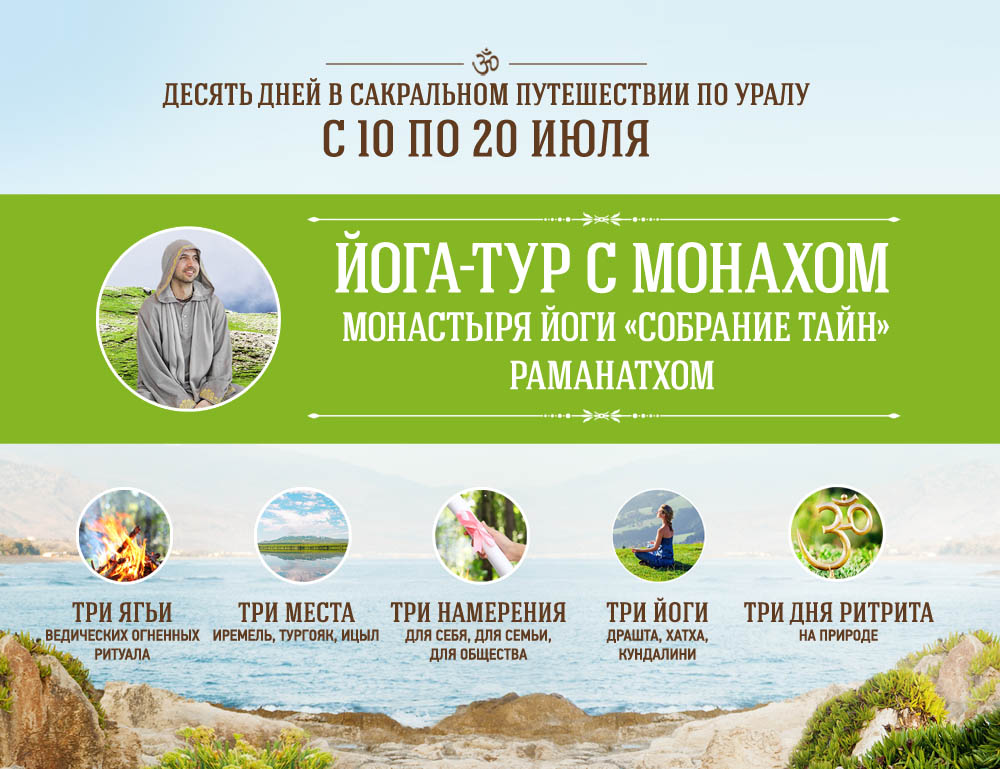 ॐ
ДЕСЯТЬ ДНЕЙ В САКРАЛЬНОМ ПУТЕШЕСТВИИ ПО УРАЛУ
С 10 ПО 20 ИЮЛЯ
ЙОГА-ТУР С МОНАХОМ
МОНАСТЫРЯ ЙОГИ «СОБРАНИЕ ТАЙН»
РАМАНАТХОМ
ॐ
ТРИ ЯГЬИ
ВЕДИЧЕСКИХ ОГНЕННЫХ
РИТУАЛА
ТРИ МЕСТА
ИРЕМЕЛЬ, ТУРГОЯК, ИЦЫЛ
ТРИ НАМЕРЕНИЯ
ДЛЯ СЕБЯ, ДЛЯ СЕМЬИ,
ДЛЯ ОБЩЕСТВА
ТРИ ЙОГИ
ДРАШТА, ХАТХА,
КУНДАЛИНИ
ТРИ ДНЯ РИТРИТА
НА ПРИРОДЕ